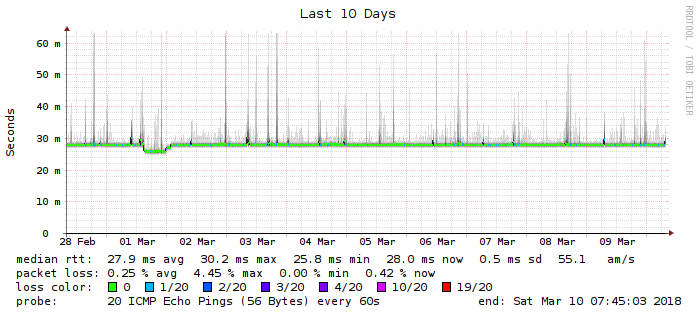 Last 10 Days
RRDTOOL / TOBI OETIKER
Seconds
60 m
50 m
40 m
30 m
20 m
10 m
0
28 Feb 01 Mar 02 Mar 03 Mar 04 Mar 05 Mar 06 Mar 07 Mar 08 Mar 09 Mar
median rtt: 27.9 ms avg 30.2 ms max 25.8 ms min 28.0 ms now 0.5 ms sd 55.1 am/s
packet loss: 0.25 % avg 4.45 % max 0.00 % min 0.42 % now
loss color: 0 1/20 2/20 3/20 4/20 10/20 19/20
probe: 20 ICMP Echo Pings (56 Bytes) every 60s end: Sat Mar 10 07:45:03 2018